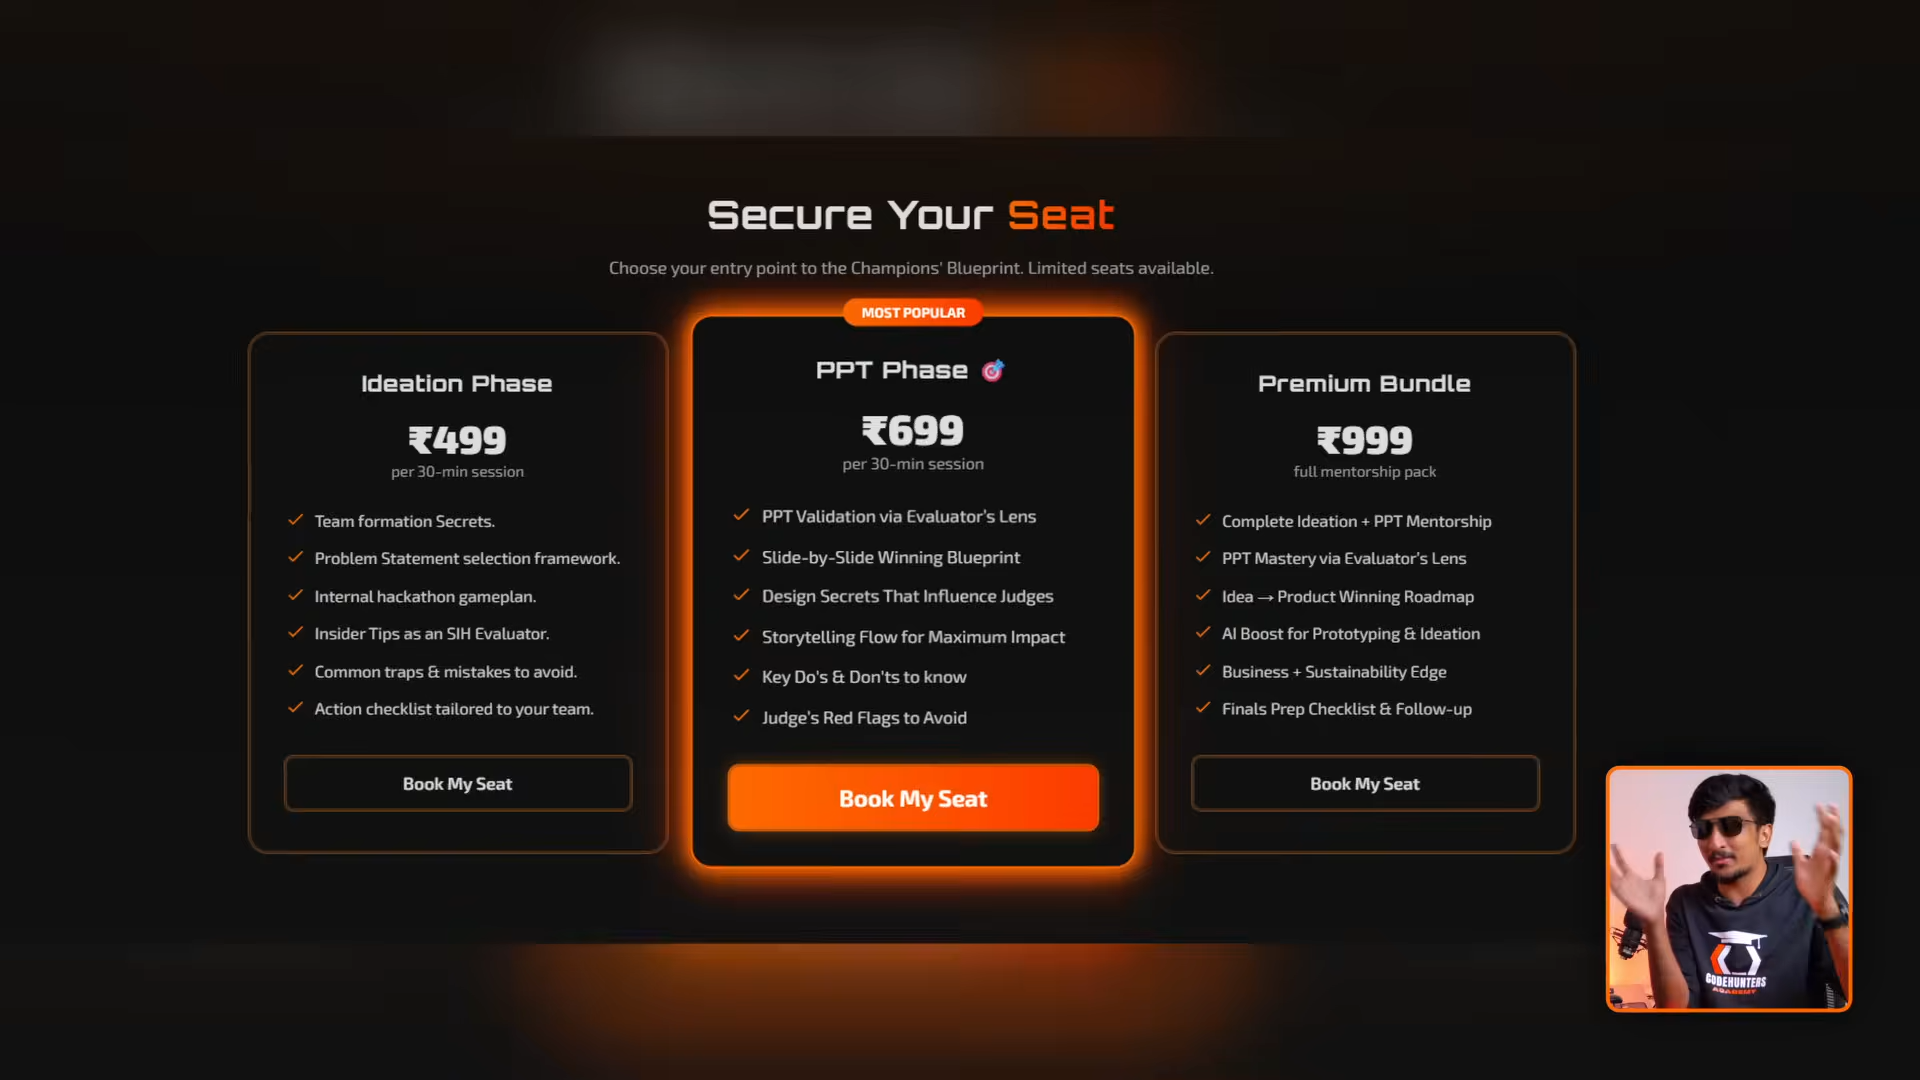 Secure Your Seat
Choose your entry point to the Champions' Blueprint. Limited seats available.
Ideation Phase
₹499
per 30-min session
Team formation Secrets.
Problem Statement selection framework.
Internal hackathon gameplan.
Insider Tips as an SIH Evaluator.
Common traps & mistakes to avoid.
Action checklist tailored to your team.
Book My Seat
MOST POPULAR
PPT Phase
₹699
per 30-min session
PPT Validation via Evaluator's Lens
Slide-by-Slide Winning Blueprint
Design Secrets That Influence Judges
Storytelling Flow for Maximum Impact
Key Do's & Don'ts to know
Judge's Red Flags to Avoid
Book My Seat
Premium Bundle
₹999
full mentorship pack
Complete Ideation + PPT Mentorship
PPT Mastery via Evaluator's Lens
Idea → Product Winning Roadmap
AI Boost for Prototyping & Ideation
Business + Sustainability Edge
Finals Prep Checklist & Follow-up
Book My Seat
CODEHUNTERS
ACADEMY